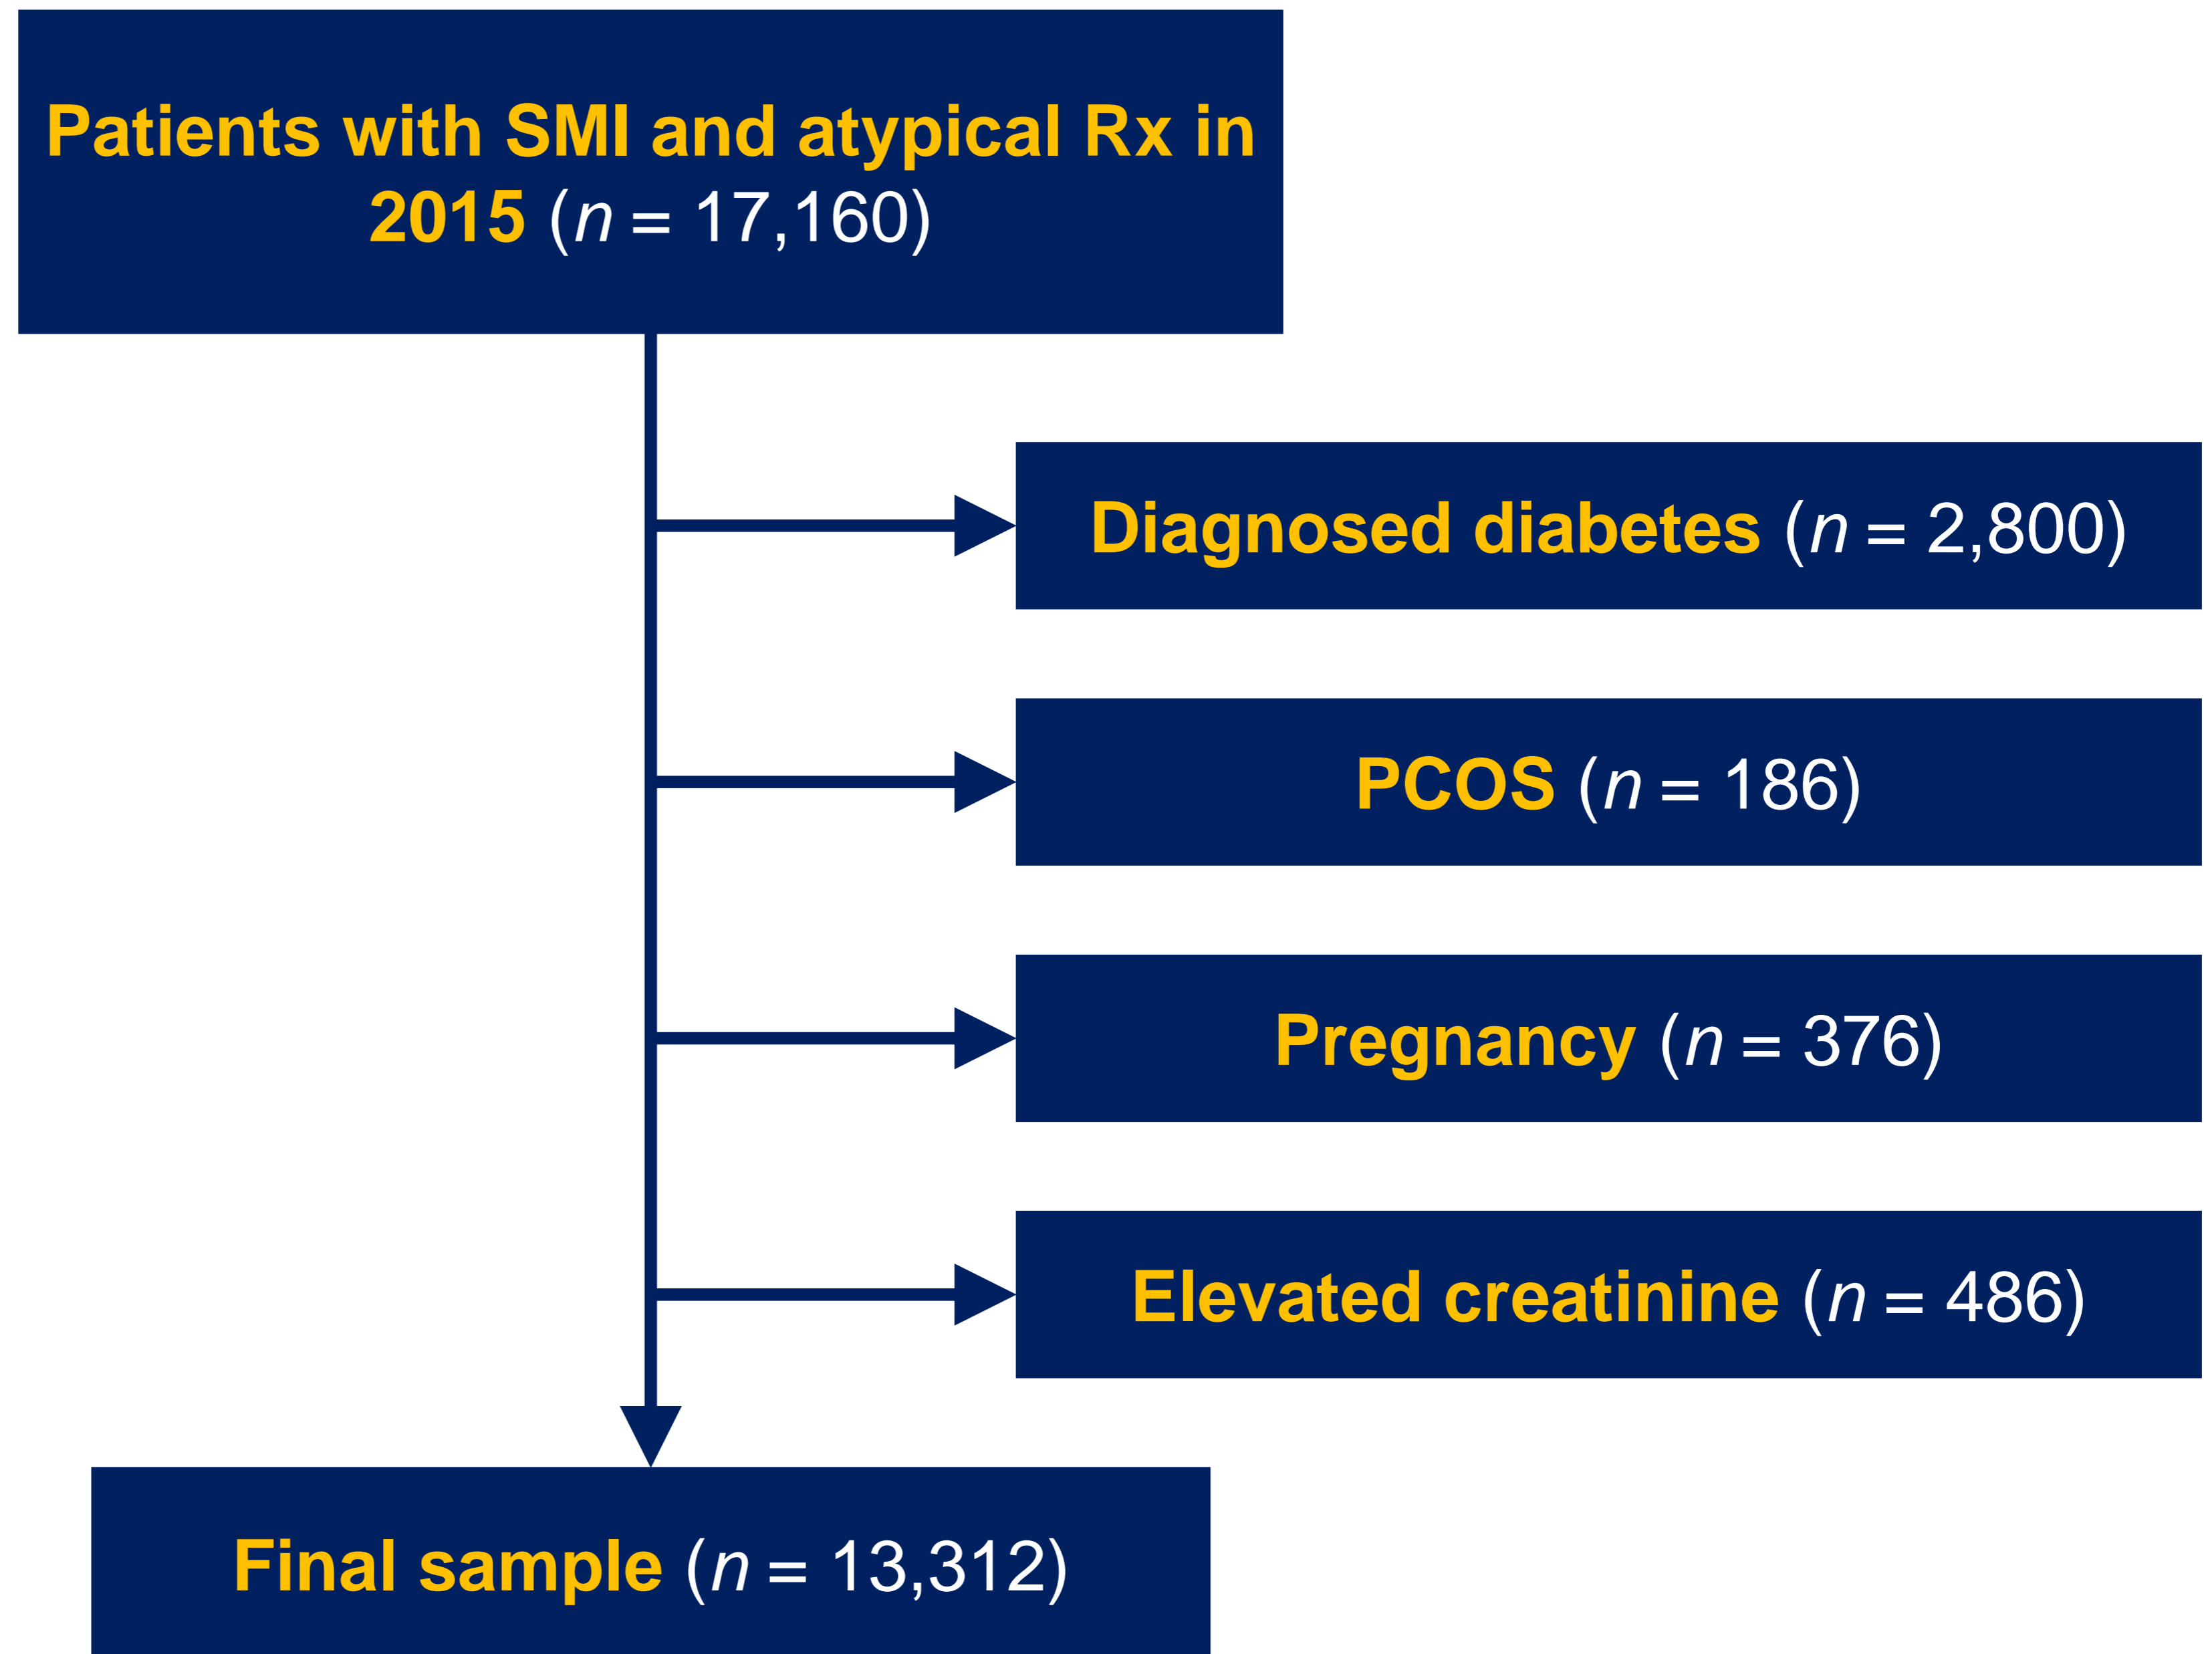 Patients with SMI and atypical Rx in
2015 (n = 17,160)
Diagnosed diabetes (n = 2,800)
PCOS (n = 186)
Pregnancy (n = 376)
Elevated creatinine (n = 486)
Final sample (n = 13,312)